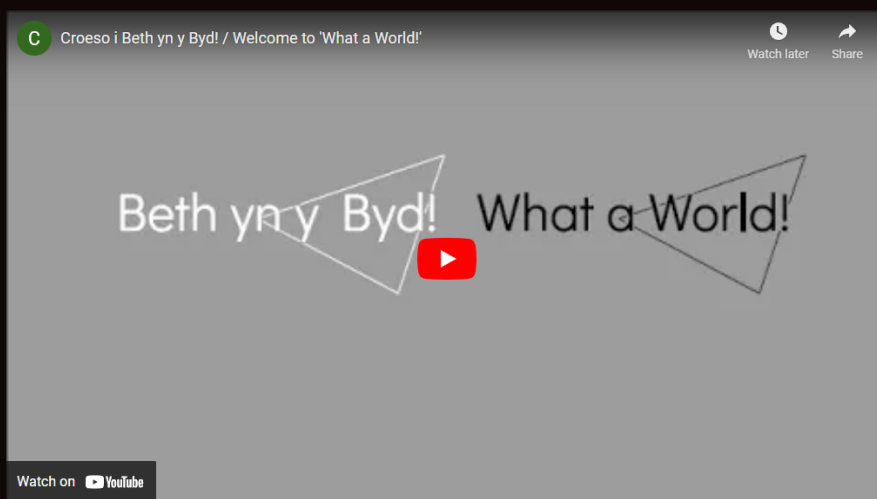 C
Croeso i Beth yn y Byd! / Welcome to 'What a World!'
Watch later
Share
Beth yn y Byd!
What a World!
Watch on YouTube